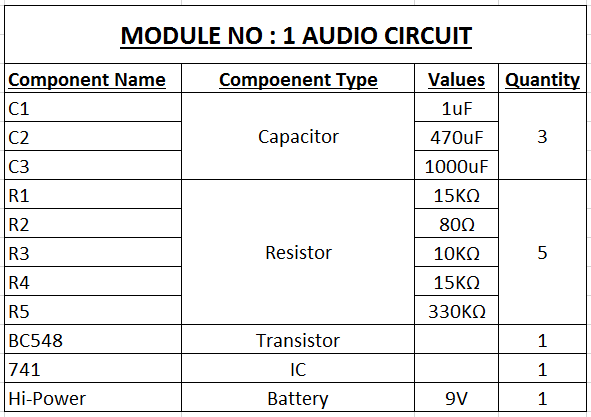 MODULE NO : 1 AUDIO CIRCUIT
Component Name Compoenent Type Values Quantity
C1 Capacitor 1uF 3
C2 470uF
C3 1000uF
R1 Resistor 15KΩ 5
R2 80Ω
R3 10KΩ
R4 15KΩ
R5 330KΩ
BC548 Transistor 1
741 IC 1
Hi-Power Battery 9V 1